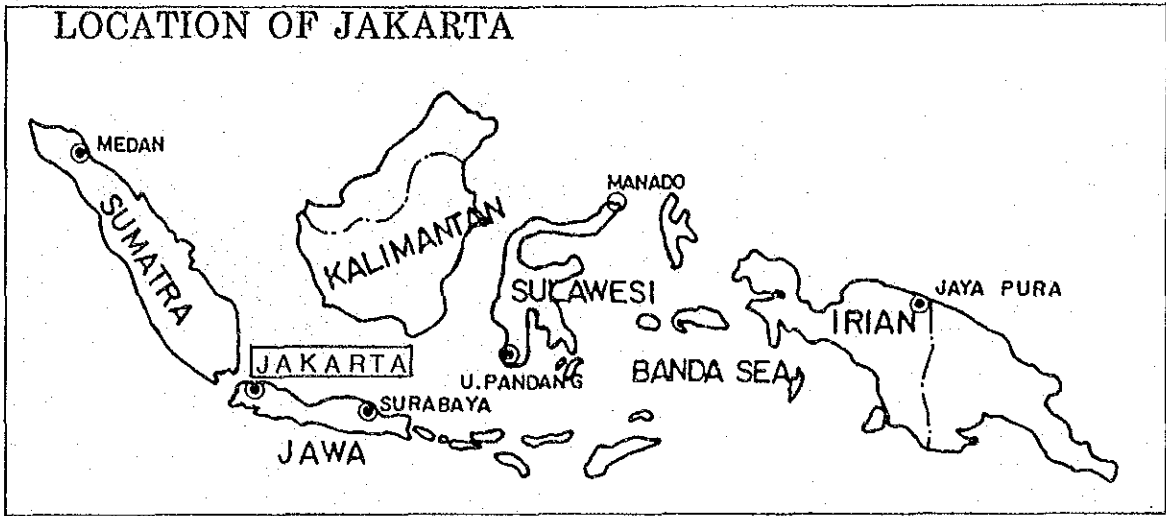 LOCATION OF JAKARTA
MEDAN
SUMATRA
KALIMANTAN
MANADO
SULAWESI
JAYA PURA
IRIAN
BANDA SEA
JAKARTA
U.PANDANG
SURABAYA
JAWA